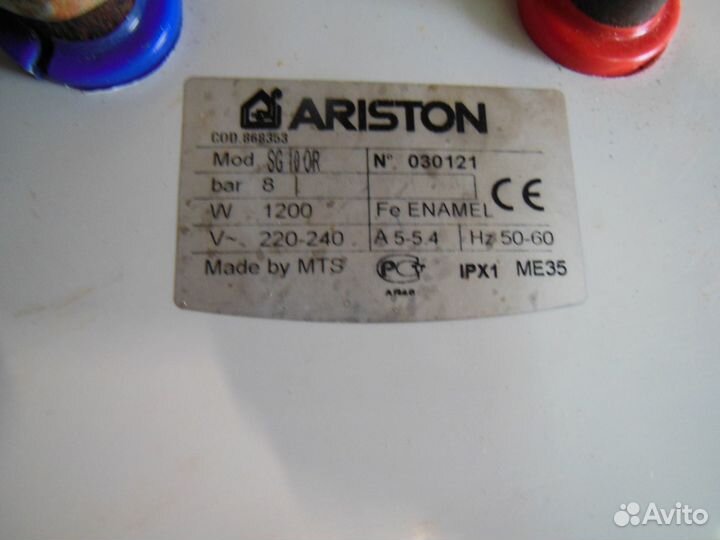 ARISTON
COD. 868353
Mod SG 10 OR N° 030121
bar 8
CE
W 1200 Fe ENAMEL
V~ 220-240 A 5-5.4 Hz 50-60
Made by MTS IPX1 ME35
Avito